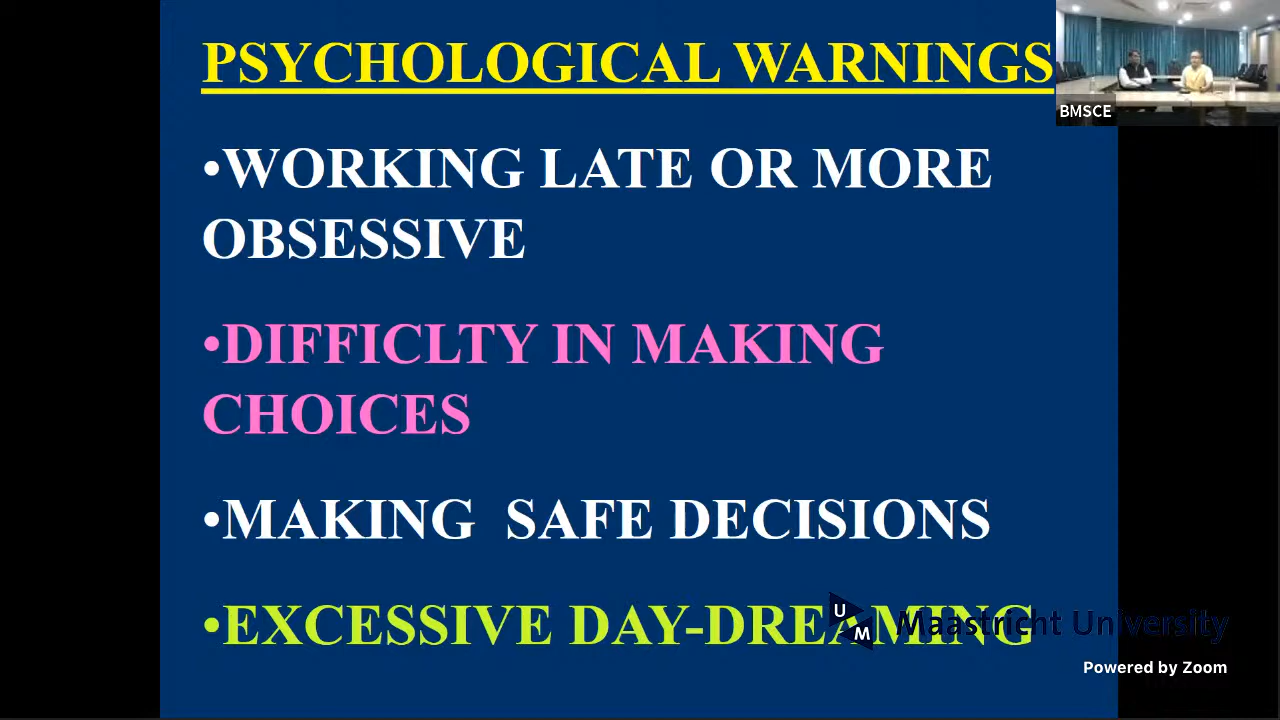 PSYCHOLOGICAL WARNINGS
BMSCE
•WORKING LATE OR MORE
OBSESSIVE
•DIFFICLTY IN MAKING
CHOICES
•MAKING SAFE DECISIONS
•EXCESSIVE DAY-DREAMING
U
M
Maastricht University
Powered by Zoom